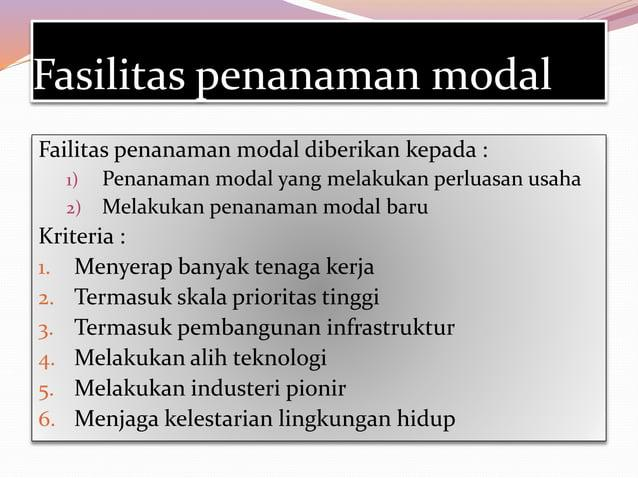 Fasilitas penanaman modal
Failitas penanaman modal diberikan kepada :
1) Penanaman modal yang melakukan perluasan usaha
2) Melakukan penanaman modal baru
Kriteria :
1. Menyerap banyak tenaga kerja
2. Termasuk skala prioritas tinggi
3. Termasuk pembangunan infrastruktur
4. Melakukan alih teknologi
5. Melakukan industeri pionir
6. Menjaga kelestarian lingkungan hidup